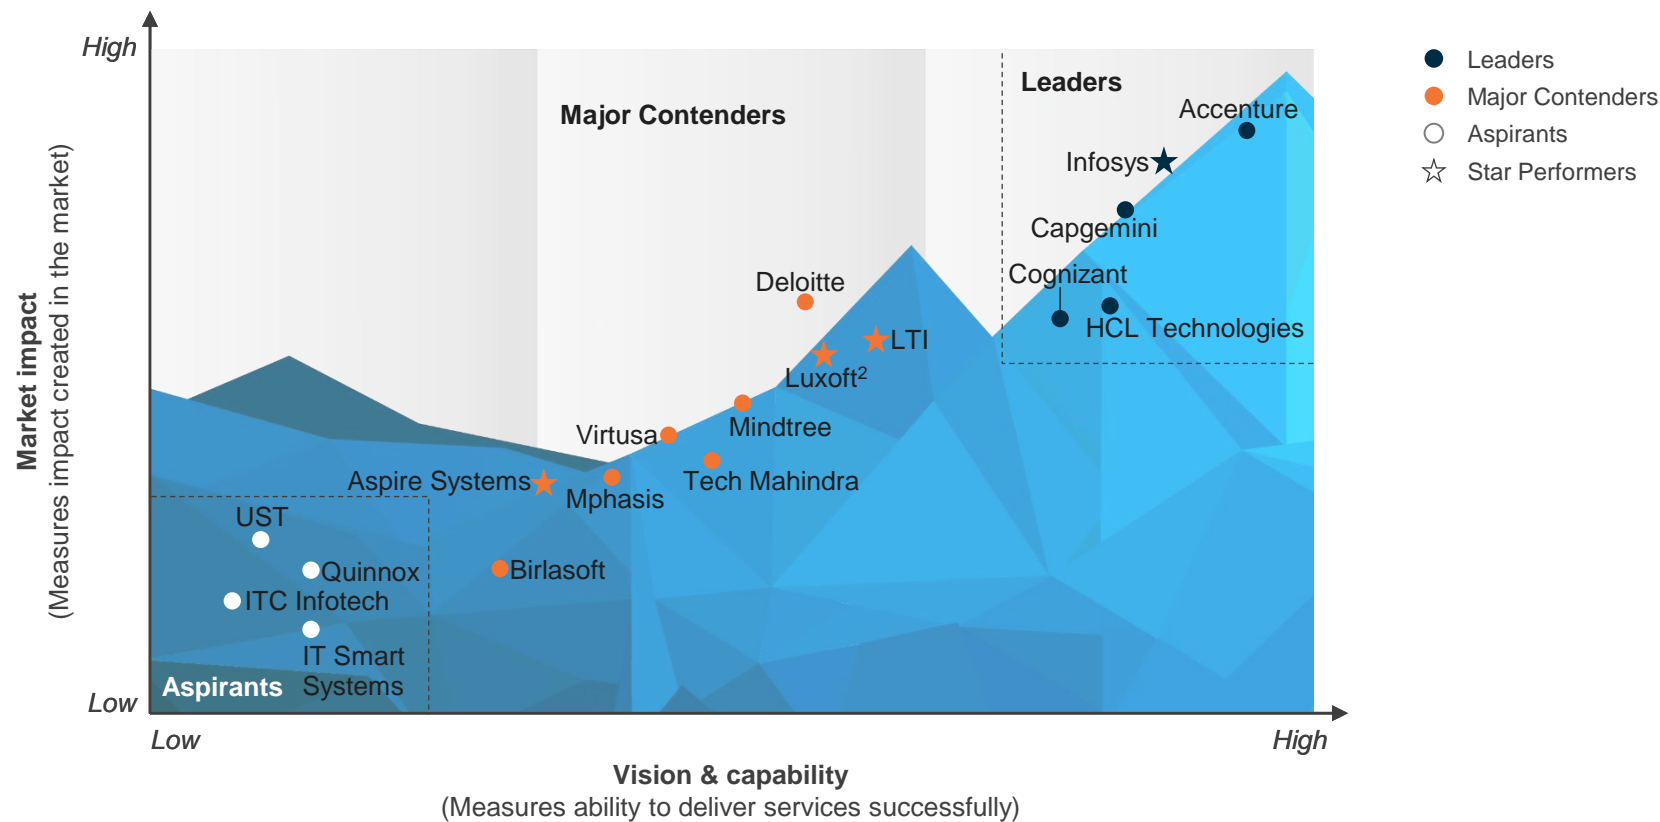 High
Leaders
Leaders
Accenture
Major Contenders
Major Contenders
Aspirants
Infosys
Star Performers
Capgemini
Cognizant
Deloitte
HCL Technologies
LTI
Luxoft²
Mindtree
Virtusa
Aspire Systems
Tech Mahindra
Mphasis
UST
Quinnox
Birlasoft
ITC Infotech
IT Smart
Systems
Aspirants
Market impact
(Measures impact created in the market)
Low
Low
High
Vision & capability
(Measures ability to deliver services successfully)